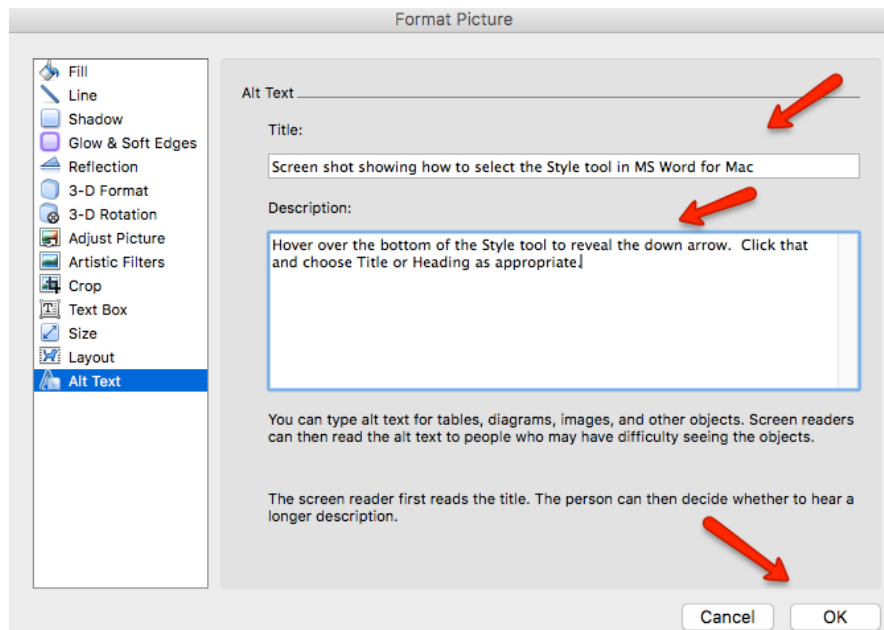 Format Picture
Fill
Line
Shadow
Glow & Soft Edges
Reflection
3-D Format
3-D Rotation
Adjust Picture
Artistic Filters
Crop
Text Box
Size
Layout
Alt Text
Alt Text
Title:
Screen shot showing how to select the Style tool in MS Word for Mac
Description:
Hover over the bottom of the Style tool to reveal the down arrow.  Click that
and choose Title or Heading as appropriate.
You can type alt text for tables, diagrams, images, and other objects. Screen readers
can then read the alt text to people who may have difficulty seeing the objects.
The screen reader first reads the title. The person can then decide whether to hear a
longer description.
Cancel
OK